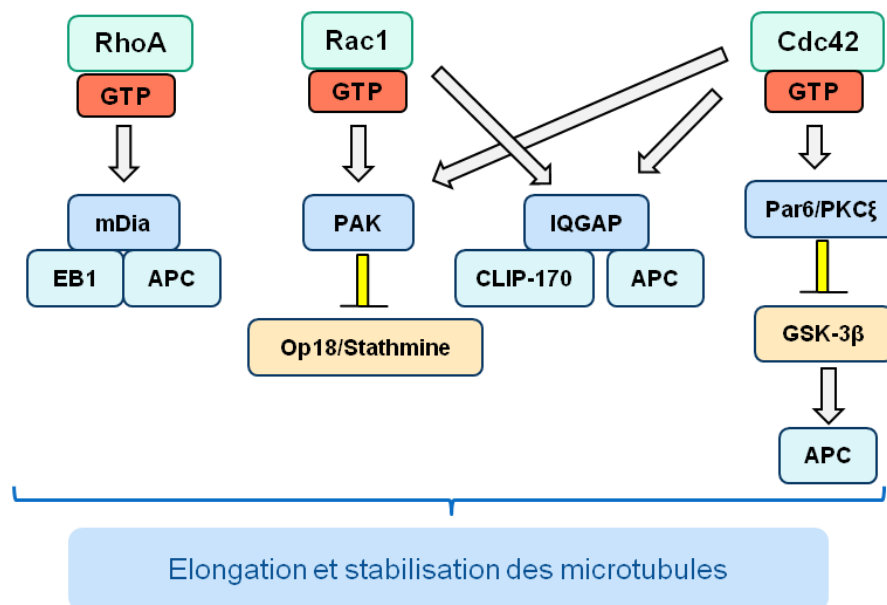 RhoA
Rac1
Cdc42
GTP
GTP
GTP
mDia
PAK
IQGAP
Par6/PKCξ
EB1
APC
CLIP-170
APC
Op18/Stathmine
GSK-3β
APC
Elongation et stabilisation des microtubules